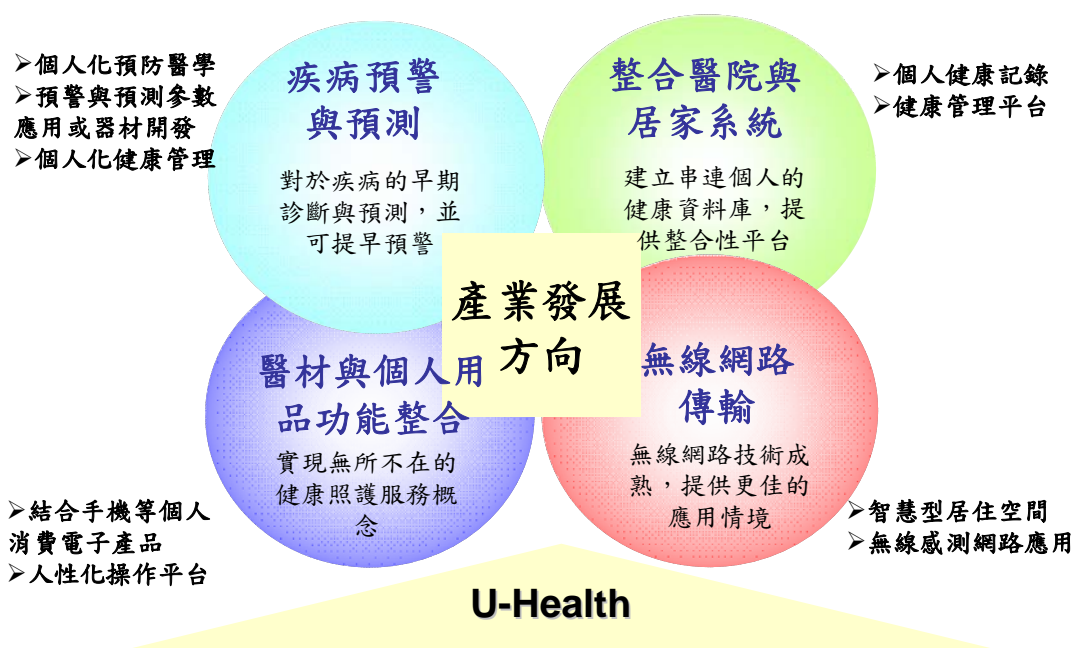 ➢個人化預防醫學
➢預警與預測參數
應用或器材開發
➢個人化健康管理
疾病預警
與預測
對於疾病的早期
診斷與預測，並
可提早預警
整合醫院與
居家系統
建立串連個人的
健康資料庫，提
供整合性平台
➢個人健康記錄
➢健康管理平台
產業發展
方向
醫材與個人用
品功能整合
實現無所不在的
健康照護服務概
念
無線網路
傳輸
無線網路技術成
熟，提供更佳的
應用情境
➢結合手機等個人
消費電子產品
➢人性化操作平台
➢智慧型居住空間
➢無線感測網路應用
U-Health